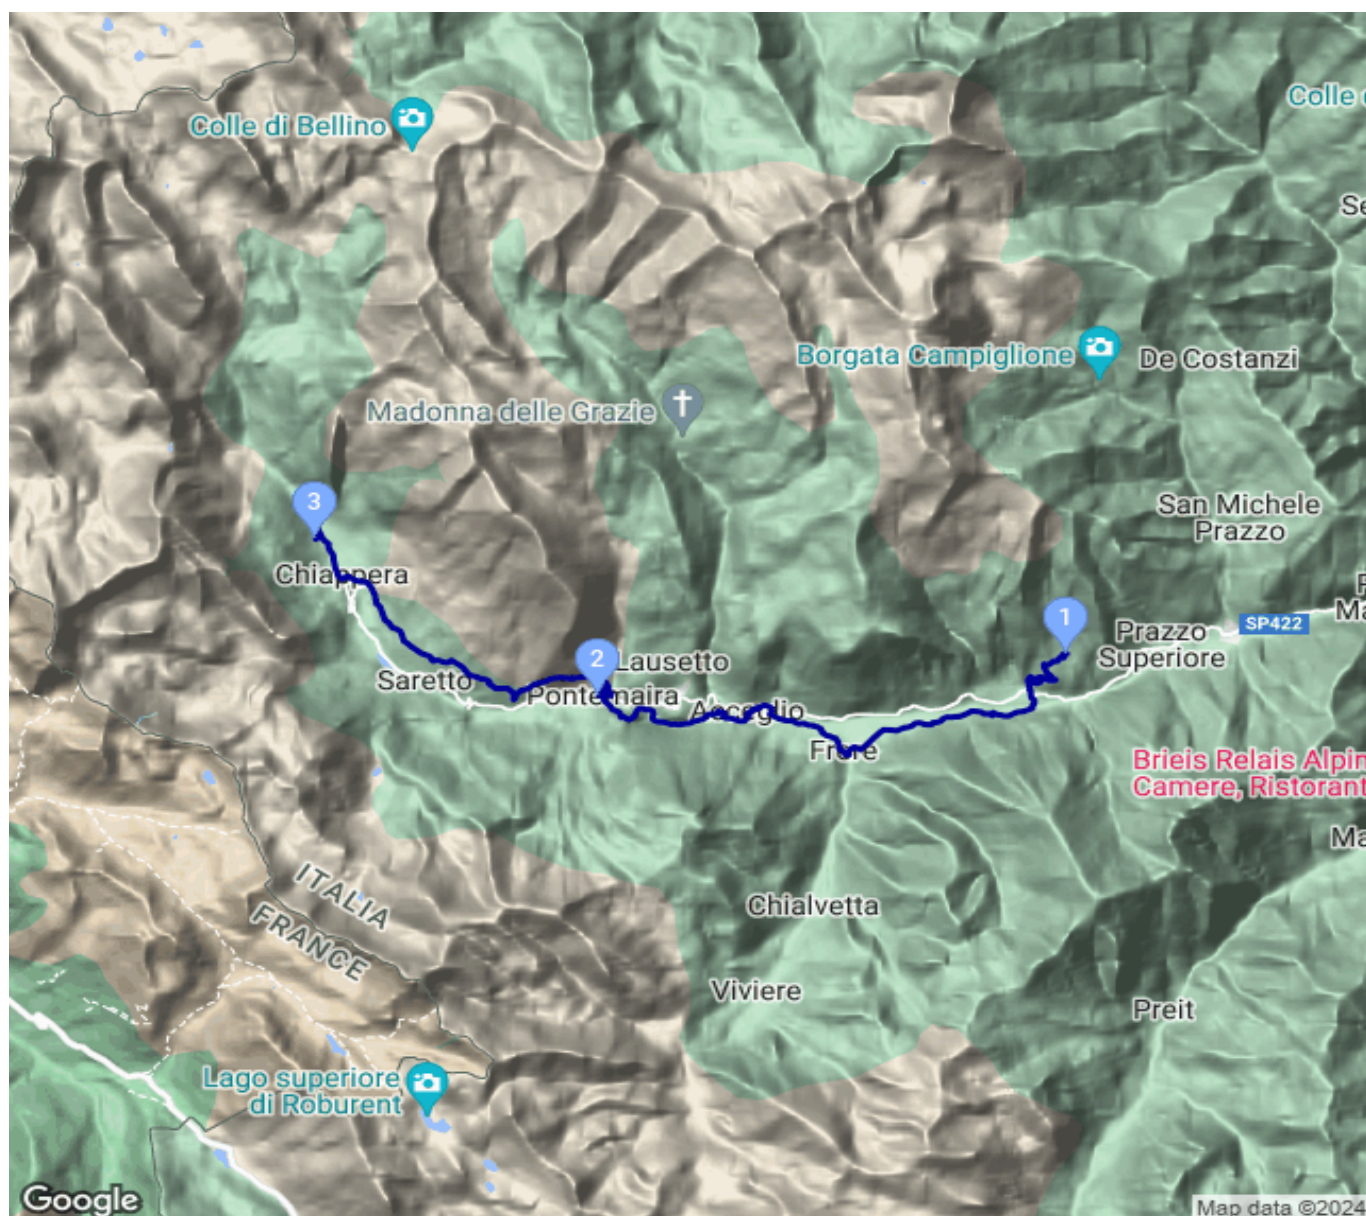 Colle
Colle di Bellino
Se
Borgata Campiglione
De Costanzi
Madonna delle Grazie
San Michele
Prazzo
3
Chiappera
1
SP422
Ma
Prazzo
Superiore
2
Lausetto
Saretto
Pontemaira
Acceglio
Frere
Brieis Relais Alpin
Camere, Ristorant
Ma
ITALIA
FRANCE
Chialvetta
Viviere
Preit
Lago superiore
di Roburent
Google
Map data ©2024